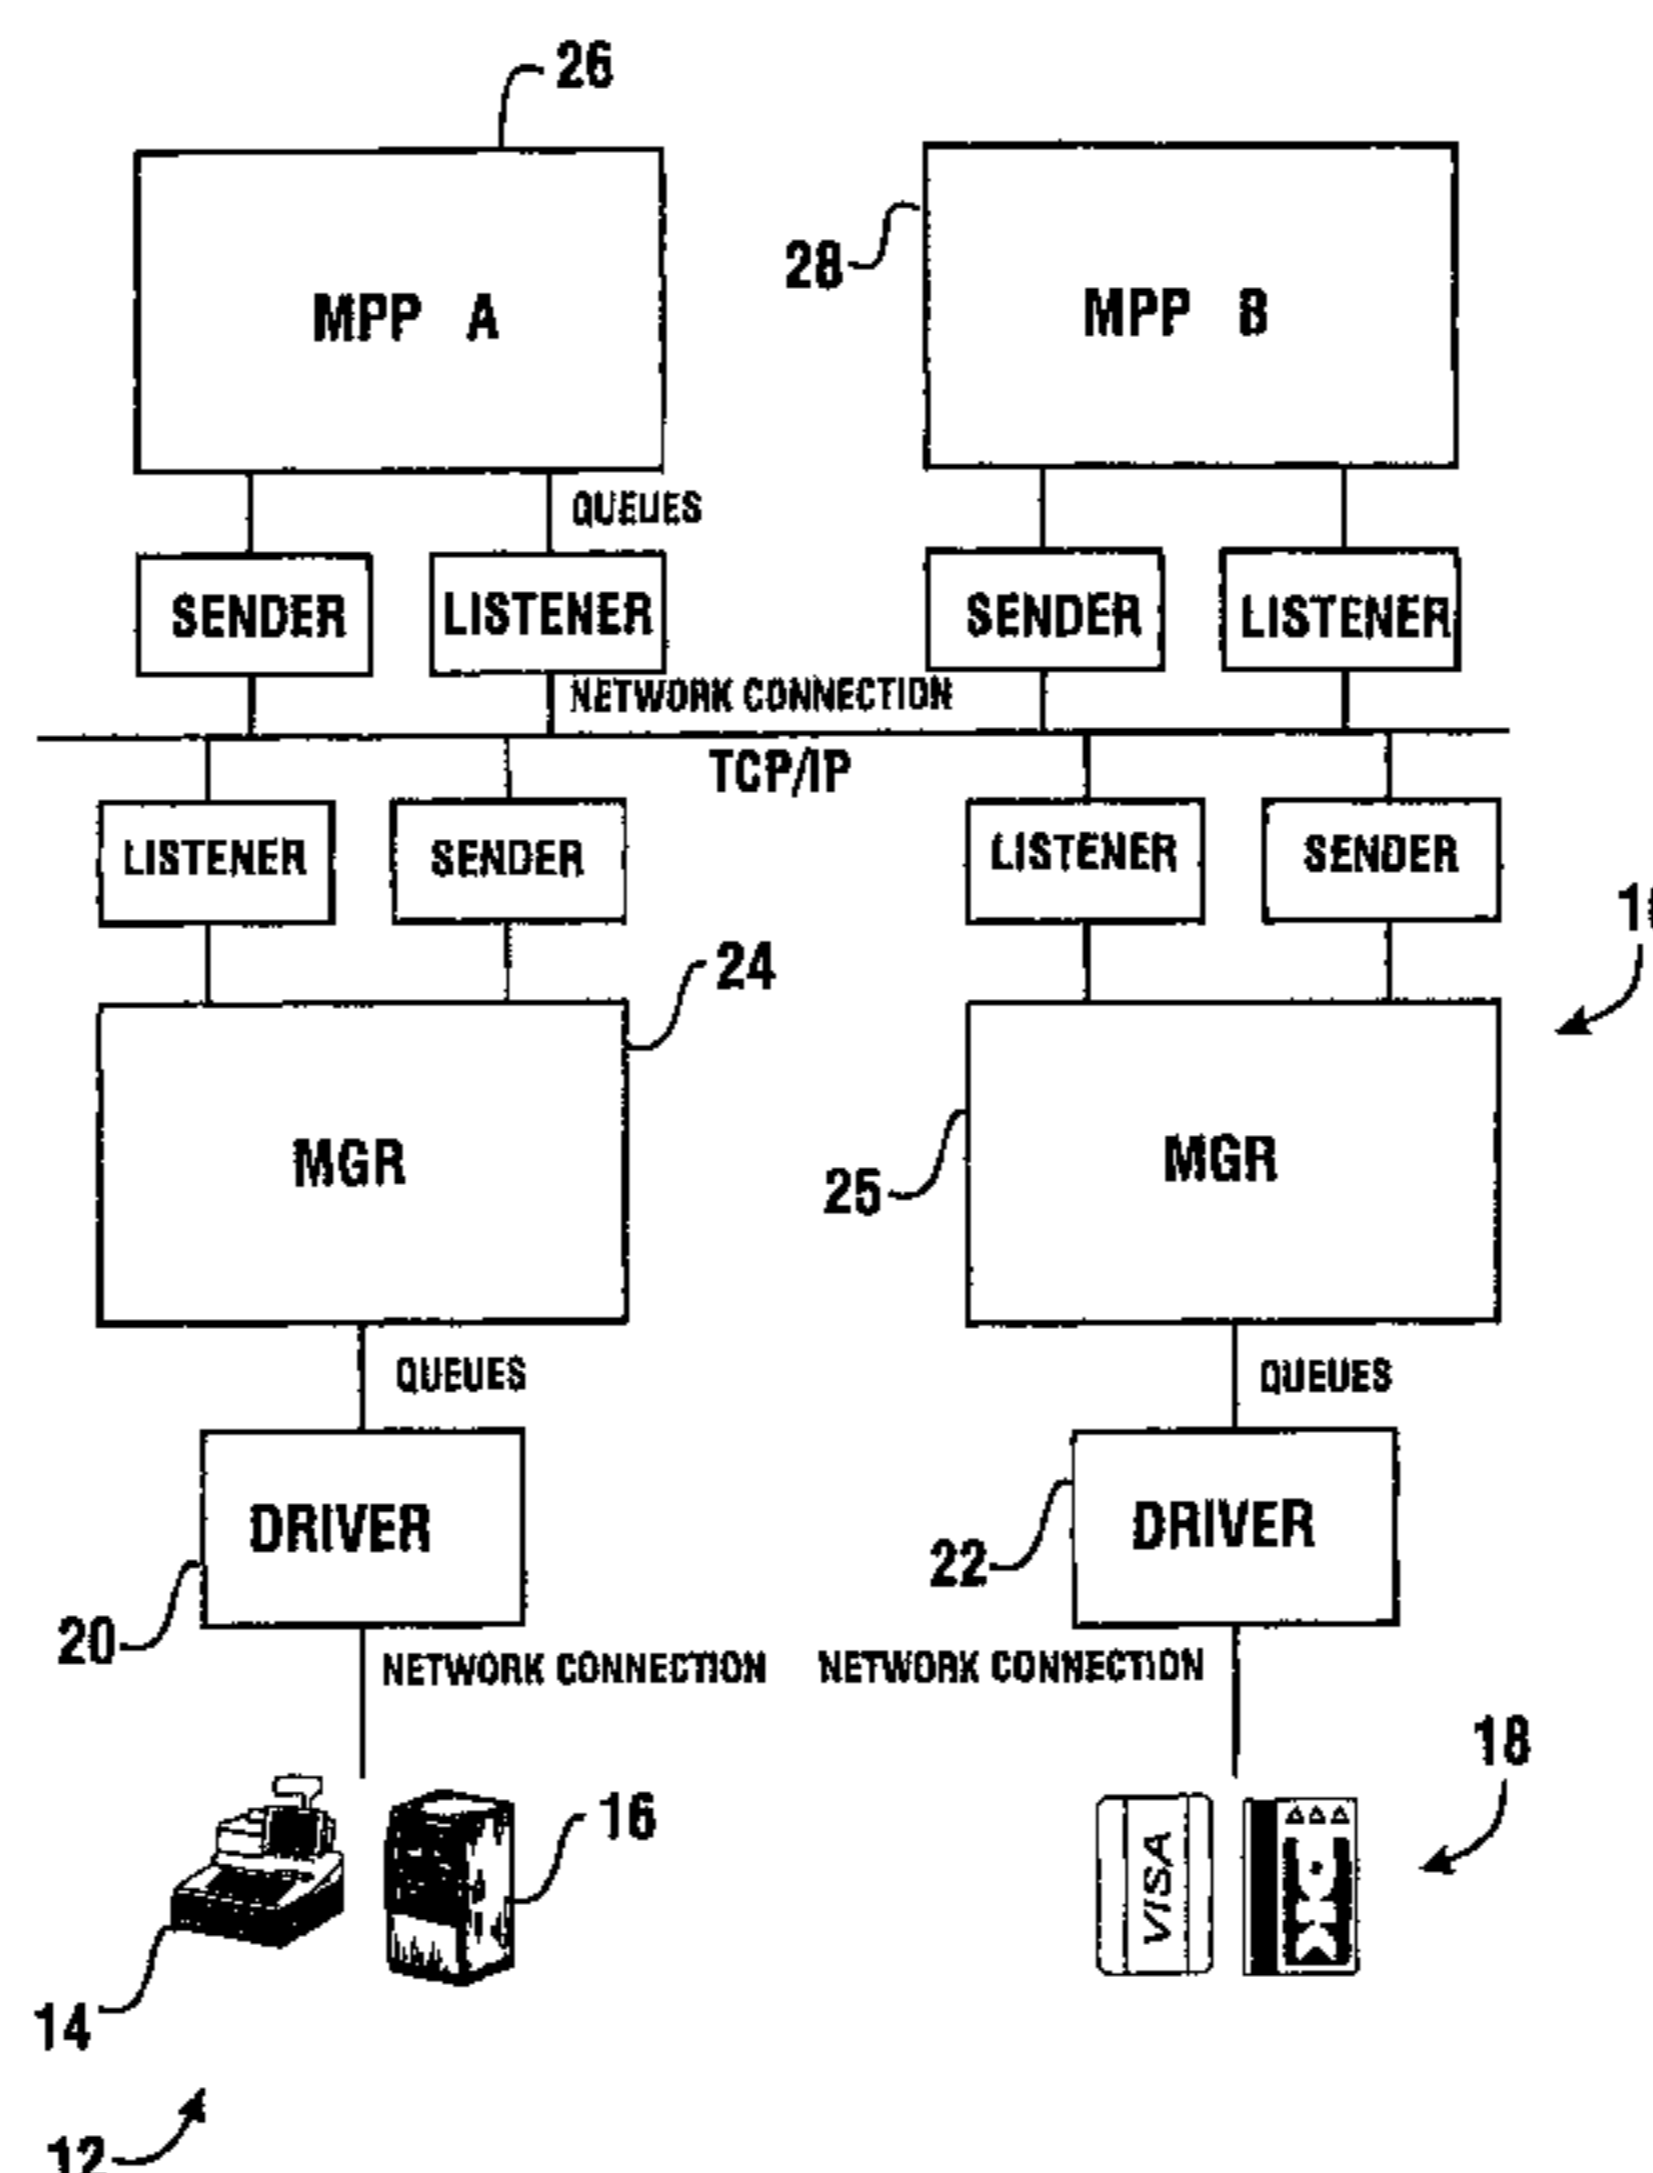 26
28
MPP A
MPP B
QUEUES
SENDER
LISTENER
SENDER
LISTENER
NETWORK CONNECTION
TCP/IP
LISTENER
SENDER
LISTENER
SENDER
24
MGR
25
MGR
QUEUES
QUEUES
DRIVER
DRIVER
20
22
NETWORK CONNECTION
NETWORK CONNECTION
18
16
VISA
14
12